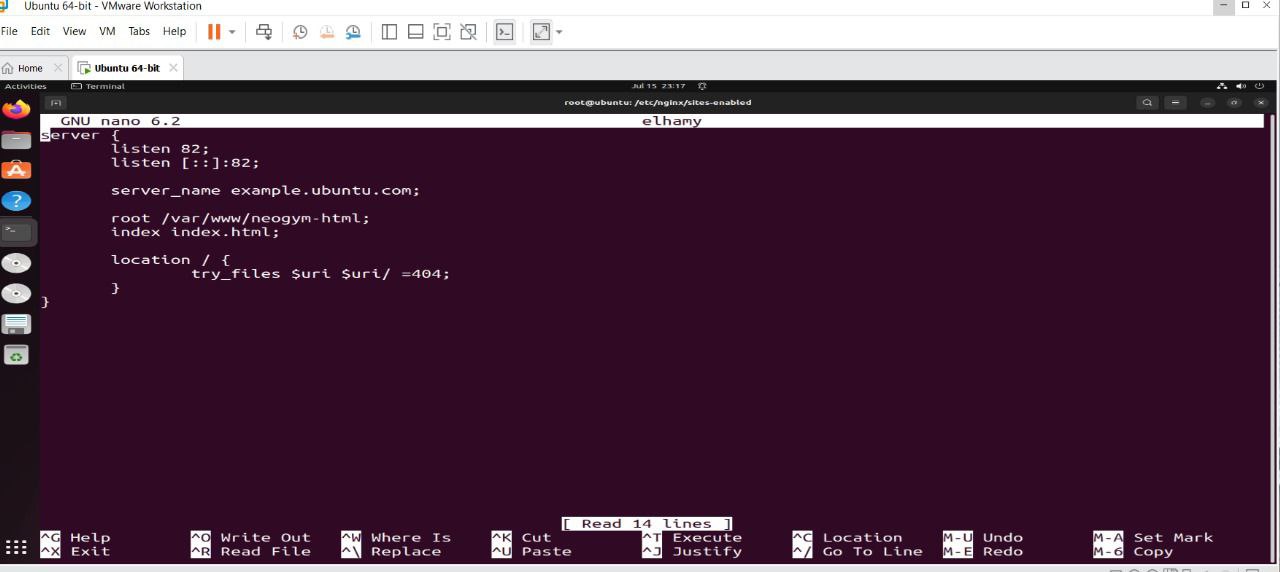 Ubuntu 64-bit - VMware Workstation
File Edit View VM Tabs Help
Home Ubuntu 64-bit
Activities Terminal Jul 15 23:17
root@ubuntu: /etc/nginx/sites-enabled
GNU nano 6.2 elhamy
server {
listen 82;
listen [::]:82;
server_name example.ubuntu.com;
root /var/www/neogym-html;
index index.html;
location / {
try_files $uri $uri/ =404;
}
}
[ Read 14 lines ]
^G Help ^O Write Out ^W Where Is ^K Cut ^T Execute ^C Location M-U Undo M-A Set Mark
^X Exit ^R Read File ^\ Replace ^U Paste ^J Justify ^/ Go To Line M-E Redo M-6 Copy